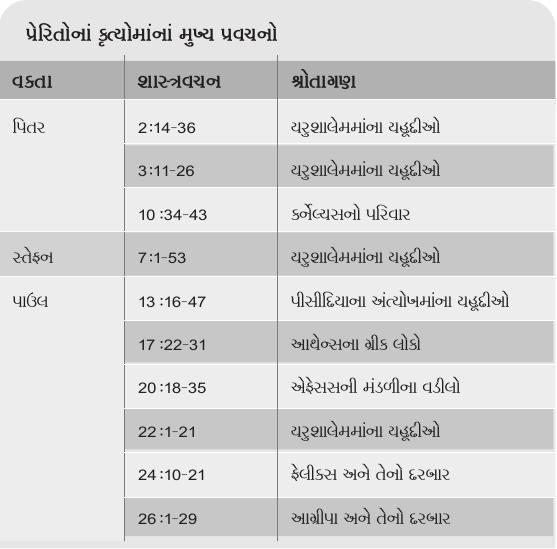 પ્રેરિતોનાં કૃત્યોમાંનાં મુખ્ય પ્રવચનો
વક્તા શાસ્ત્રવચન શ્રોતાગણ
પિતર 2:14-36 યરુશાલેમમાંના યહૂદીઓ
3:11-26 યરુશાલેમમાંના યહૂદીઓ
10:34-43 કર્નેલ્યસનો પરિવાર
સ્તેફન 7:1-53 યરુશાલેમમાંના યહૂદીઓ
પાઉલ 13:16-47 પીસીદિયાના અંત્યોખમાંના યહૂદીઓ
17:22-31 આથેન્સના ગ્રીક લોકો
20:18-35 એફેસસની મંડળીના વડીલો
22:1-21 યરુશાલેમમાંના યહૂદીઓ
24:10-21 ફેલીક્સ અને તેનો દરબાર
26:1-29 આગ્રીપા અને તેનો દરબાર